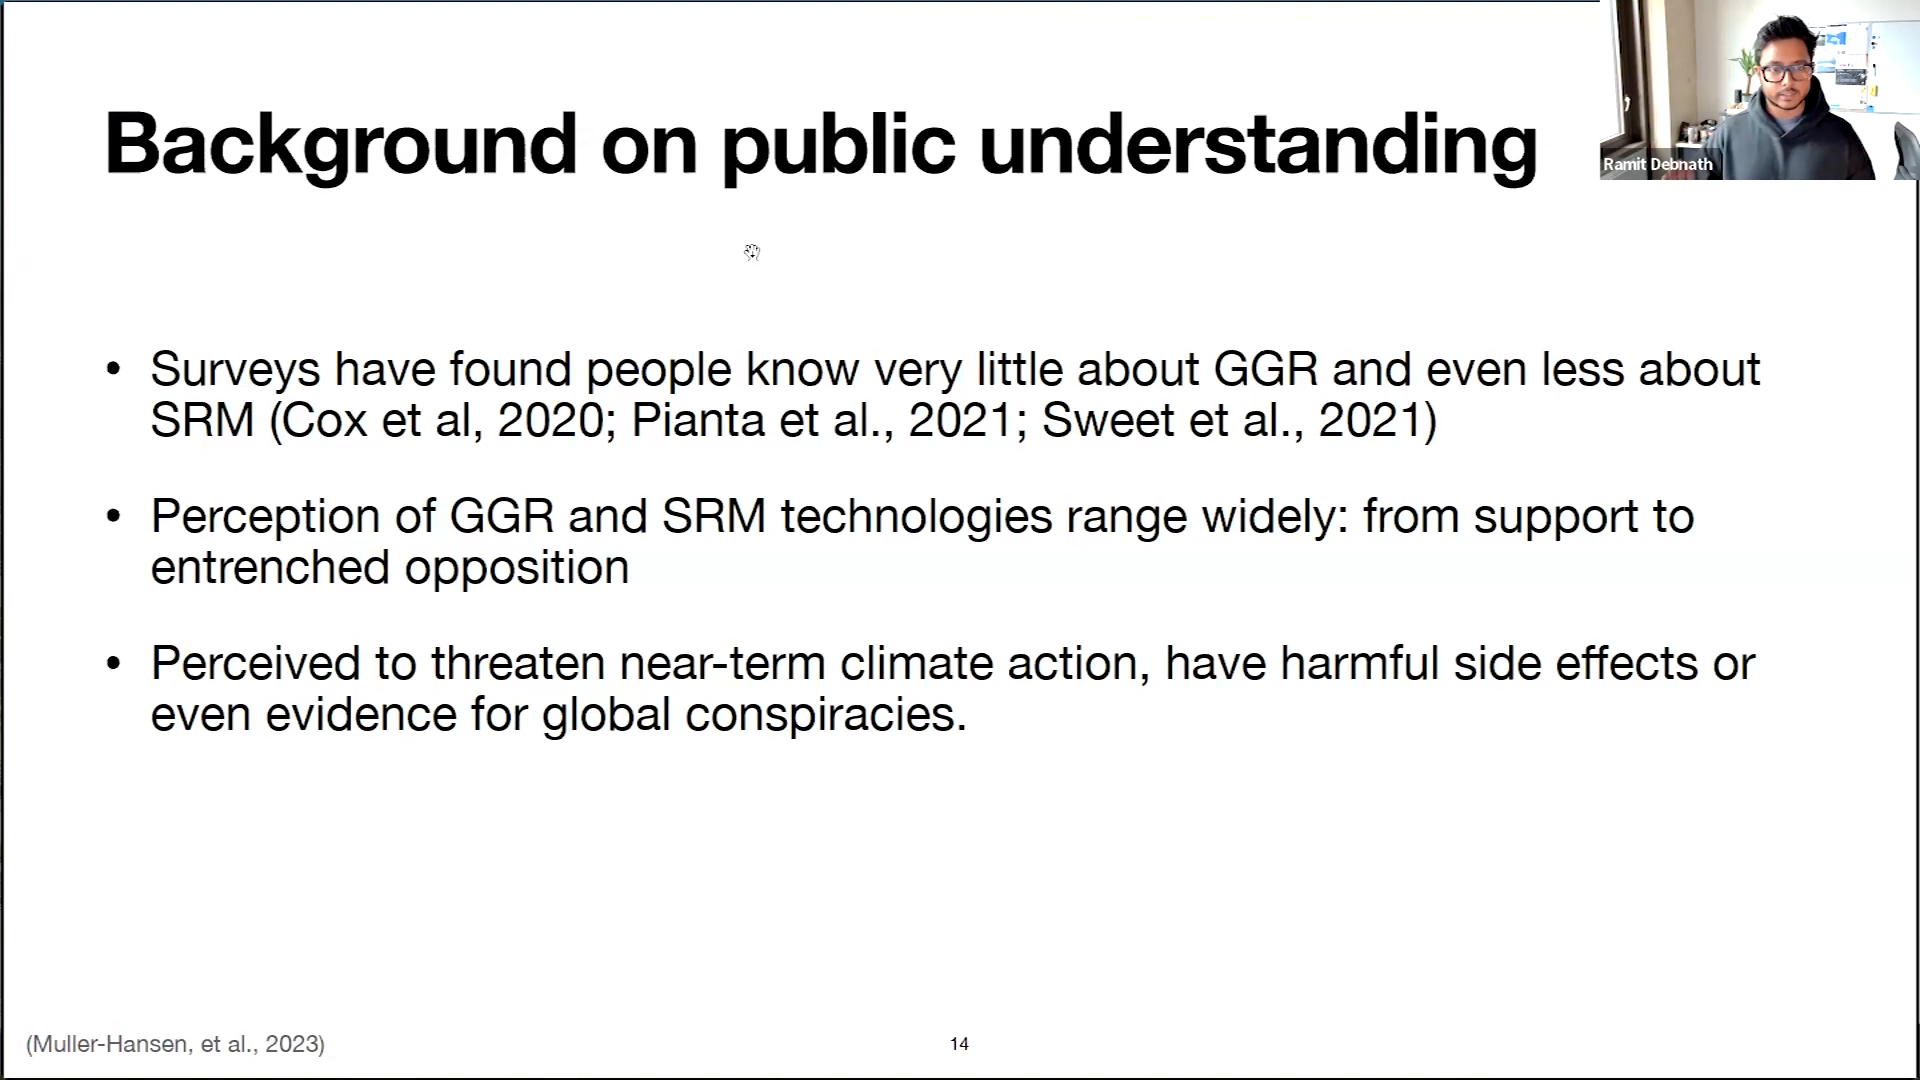 Background on public understanding
Ramit Debnath
• Surveys have found people know very little about GGR and even less about
SRM (Cox et al, 2020; Pianta et al., 2021; Sweet et al., 2021)
• Perception of GGR and SRM technologies range widely: from support to
entrenched opposition
• Perceived to threaten near-term climate action, have harmful side effects or
even evidence for global conspiracies.
(Muller-Hansen, et al., 2023)
14